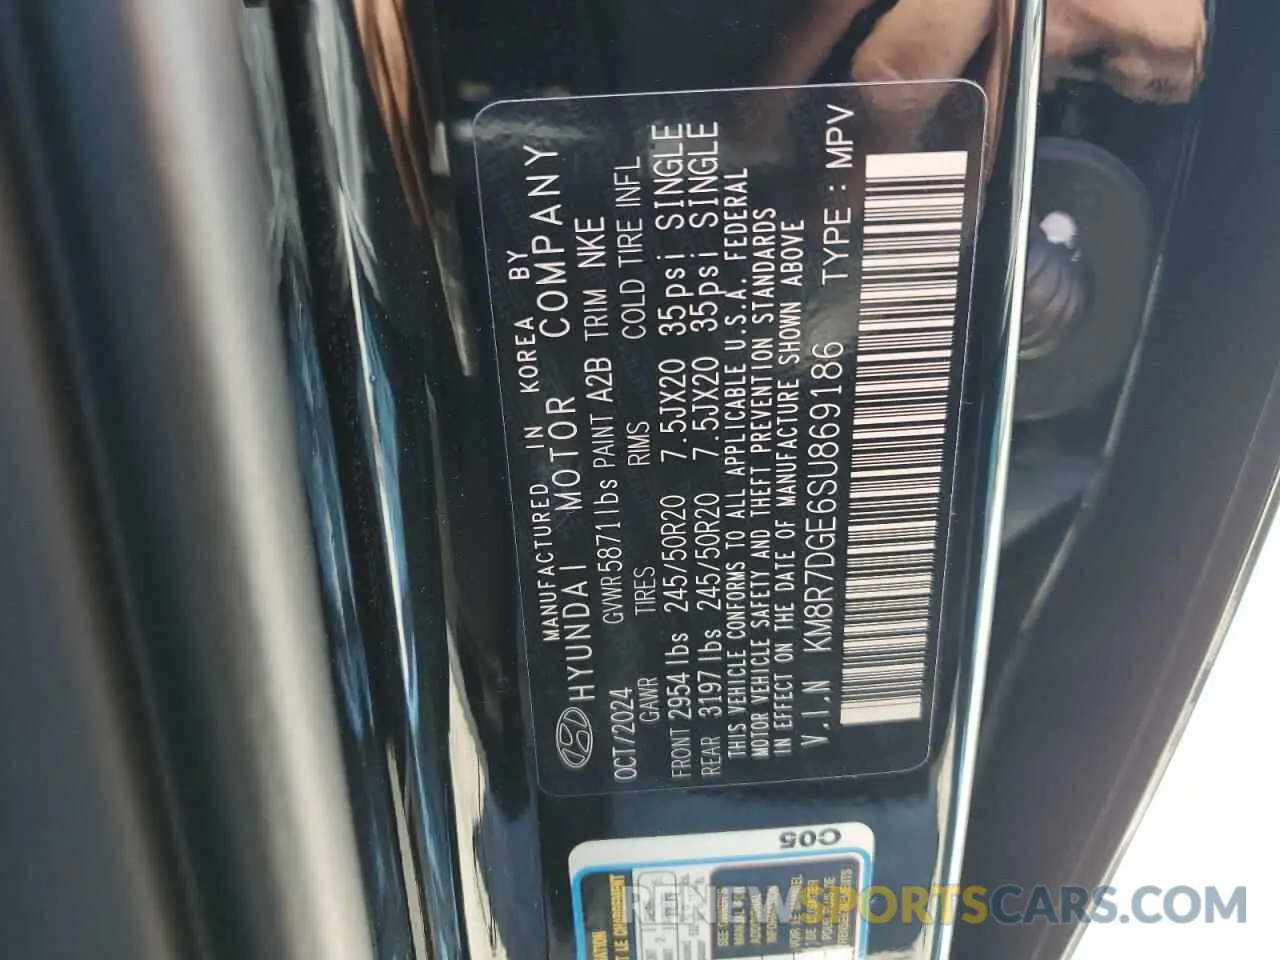 MANUFACTURED IN KOREA BY
HYUNDAI MOTOR COMPANY
OCT/2024 GVWR5871lbs PAINT A2B TRIM NKE
GAWR TIRES RIMS COLD TIRE INFL
FRONT 2954lbs 245/50R20 7.5JX20 35psi SINGLE
REAR 3197lbs 245/50R20 7.5JX20 35psi SINGLE
THIS VEHICLE CONFORMS TO ALL APPLICABLE U.S.A. FEDERAL
MOTOR VEHICLE SAFETY AND THEFT PREVENTION STANDARDS
IN EFFECT ON THE DATE OF MANUFACTURE SHOWN ABOVE
V.I.N KM8R7DGE6SU869186 TYPE: MPV
C05
LE CHARGEMENT
RENEWSPORTSCARS.COM